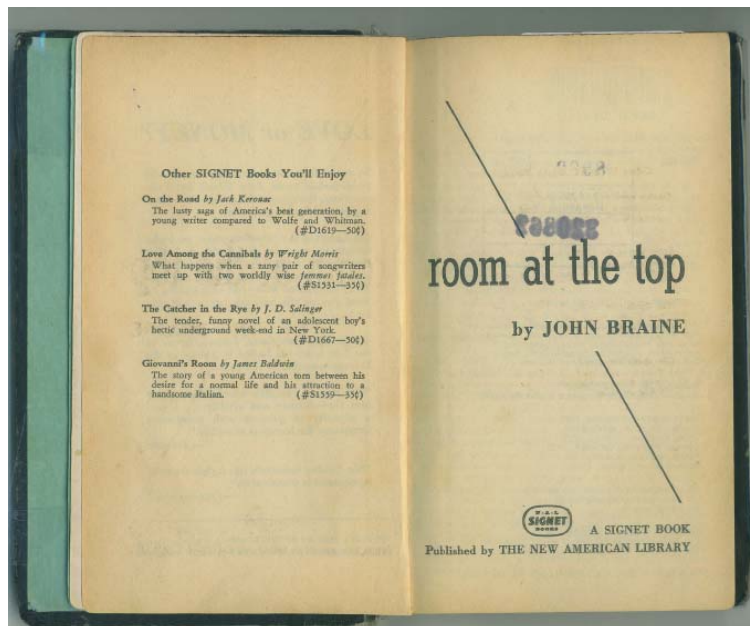 Other SIGNET Books You'll Enjoy
On the Road by Jack Kerouac
The lusty saga of America's beat generation, by a
young writer compared to Wolfe and Whitman.
(#D1619—50¢)
Love Among the Cannibals by Wright Morris
What happens when a zany pair of songwriters
meet up with two worldly wise femmes fatales.
(#S1531—35¢)
The Catcher in the Rye by J. D. Salinger
The tender, funny novel of an adolescent boy's
hectic underground week-end in New York.
(#D1667—50¢)
Giovanni's Room by James Baldwin
The story of a young American torn between his
desire for a normal life and his attraction to a
handsome Italian. (#S1559—35¢)
room at the top
by JOHN BRAINE
N·A·L
SIGNET
BOOKS
A SIGNET BOOK
Published by THE NEW AMERICAN LIBRARY